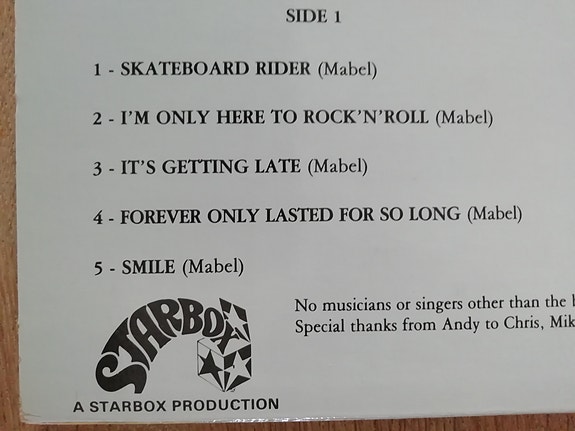 SIDE 1
1 - SKATEBOARD RIDER (Mabel)
2 - I'M ONLY HERE TO ROCK'N'ROLL (Mabel)
3 - IT'S GETTING LATE (Mabel)
4 - FOREVER ONLY LASTED FOR SO LONG (Mabel)
5 - SMILE (Mabel)
No musicians or singers other than the
Special thanks from Andy to Chris,
STARBOX
A STARBOX PRODUCTION